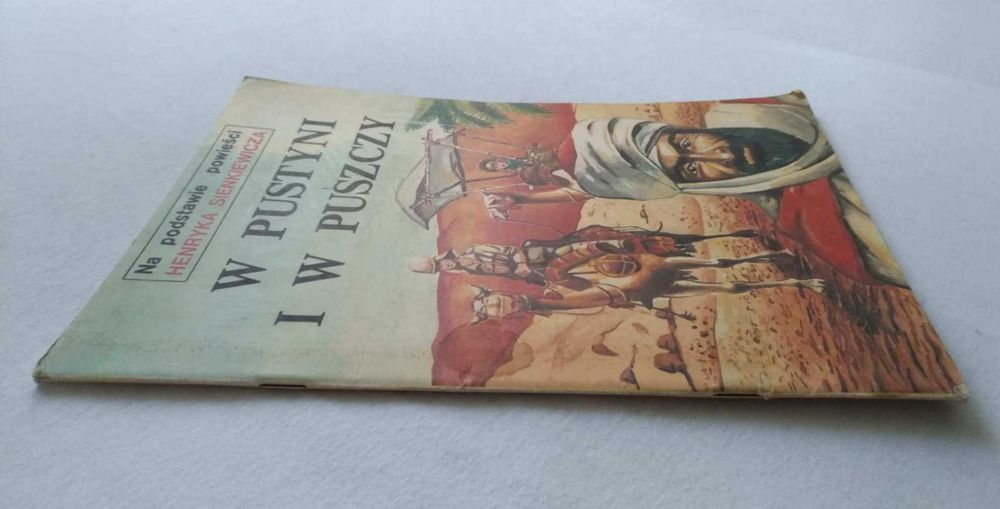 Na podstawie powieści
HENRYKA SIENKIEWICZA
W PUSTYNI
I W PUSZCZY